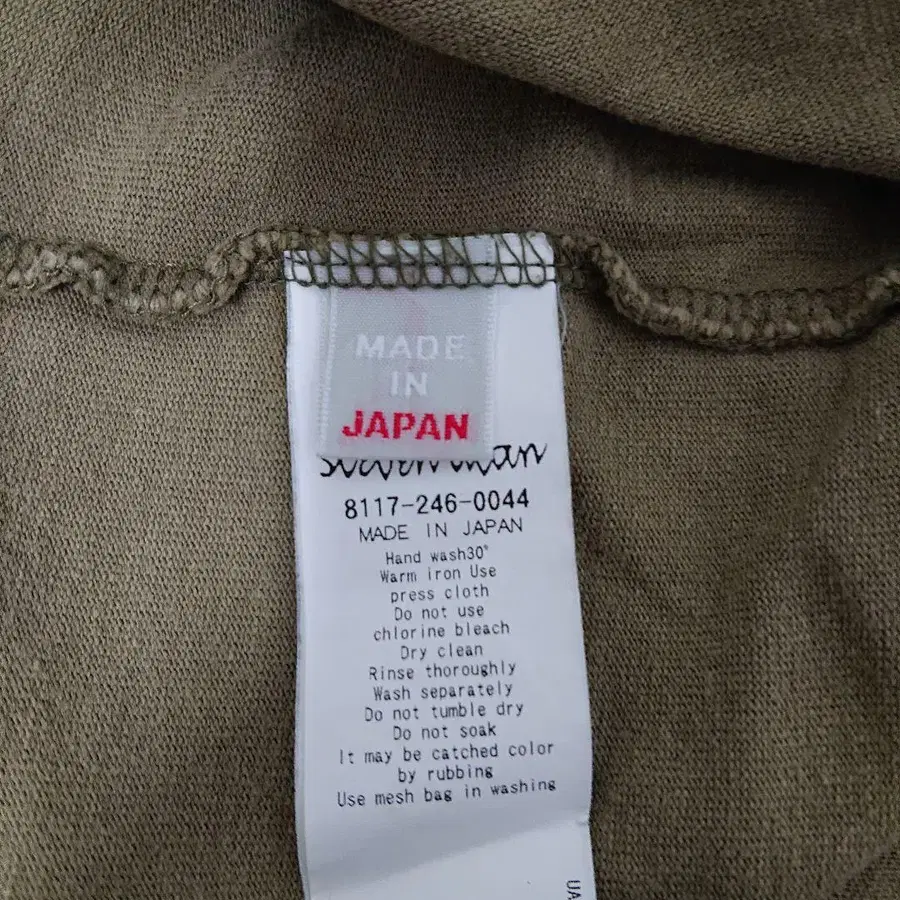 MADE
IN
JAPAN
8117-246-0044
MADE IN JAPAN
Hand wash30°
Warm iron Use
press cloth
Do not use
chlorine bleach
Dry clean
Rinse thoroughly
Wash separately
Do not tumble dry
Do not soak
It may be catched color
by rubbing
Use mesh bag in washing
UA